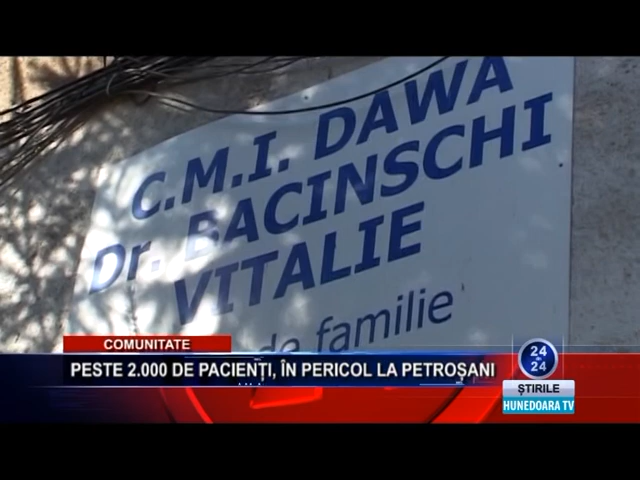 C.M.I. DAWA
Dr. BACINSCHI
VITALIE
de familie
COMUNITATE
PESTE 2.000 DE PACIENȚI, ÎN PERICOL LA PETROȘANI
24
din
24
ȘTIRILE
HUNEDOARA TV